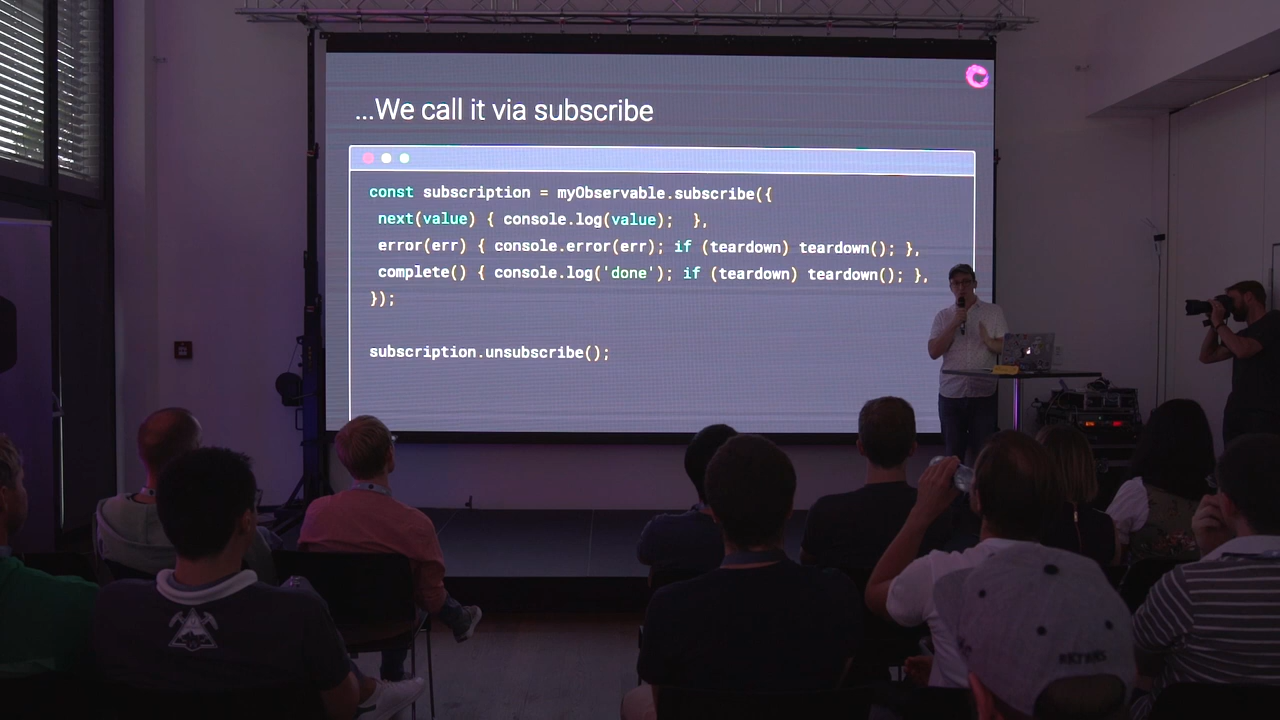 ...We call it via subscribe
const subscription = myObservable.subscribe({
next(value) { console.log(value);  },
error(err) { console.error(err); if (teardown) teardown(); },
complete() { console.log('done'); if (teardown) teardown(); },
});
subscription.unsubscribe();